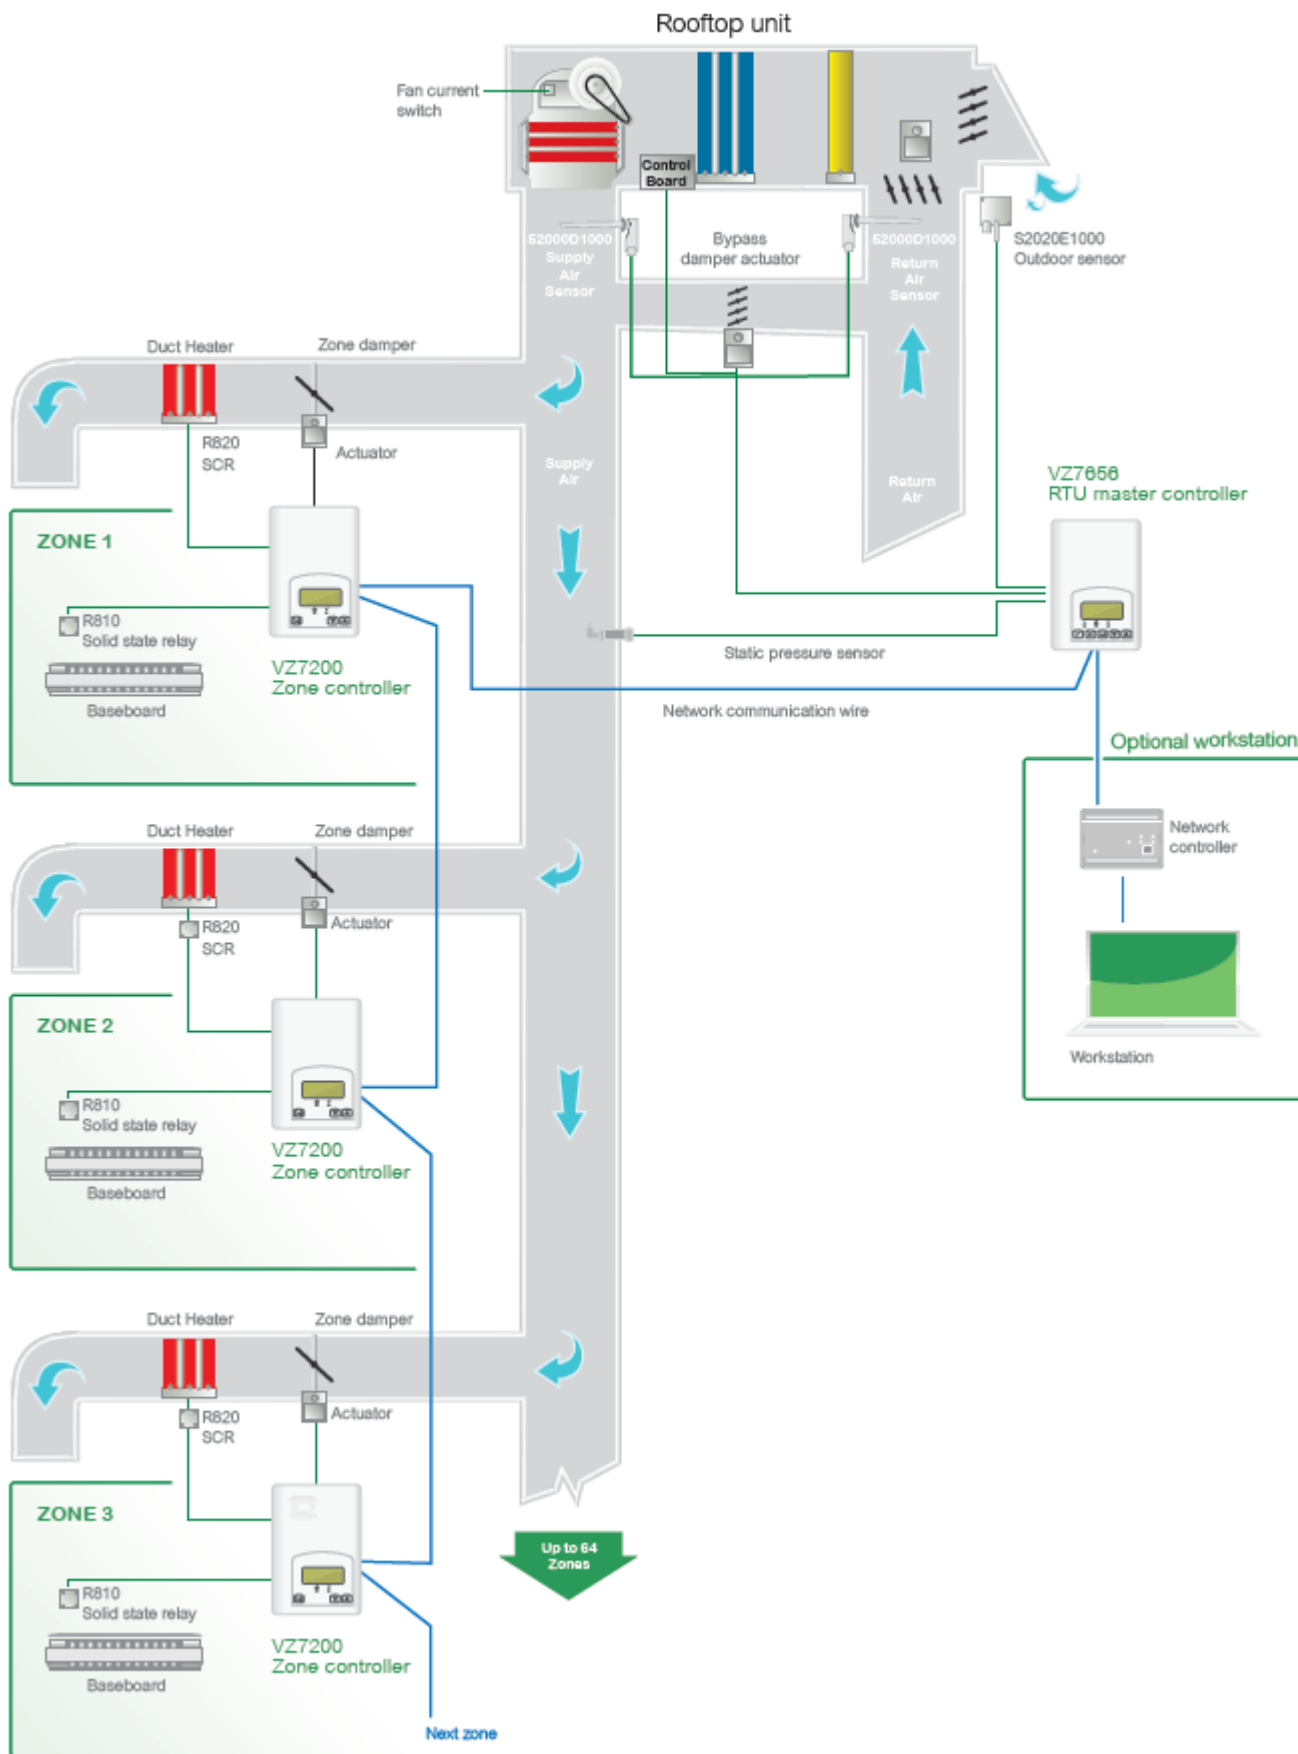 Rooftop unit
Fan current
switch
Control
Board
S2000D1000
Supply
Air
Sensor
Bypass
damper actuator
S2000D1000
Return
Air
Sensor
S2020E1000
Outdoor sensor
Duct Heater
Zone damper
R820
SCR
Actuator
Supply
Air
Return
Air
VZ7656
RTU master controller
ZONE 1
R810
Solid state relay
Baseboard
VZ7200
Zone controller
Static pressure sensor
Network communication wire
Optional workstation
Network
controller
Workstation
Duct Heater
Zone damper
R820
SCR
Actuator
ZONE 2
R810
Solid state relay
Baseboard
VZ7200
Zone controller
Duct Heater
Zone damper
R820
SCR
Actuator
ZONE 3
R810
Solid state relay
Baseboard
VZ7200
Zone controller
Up to 64
Zones
Next zone